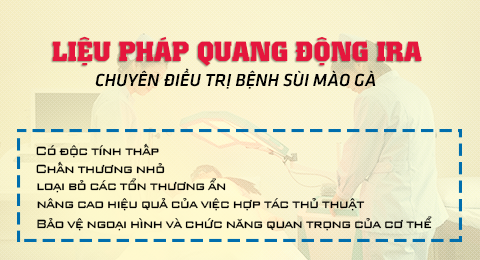 LIỆU PHÁP QUANG ĐỘNG IRA
CHUYÊN ĐIỀU TRỊ BỆNH SÙI MÀO GÀ
CÓ ĐỘC TÍNH THẤP
CHẤN THƯƠNG NHỎ
LOẠI BỎ CÁC TỔN THƯƠNG ẨN
NÂNG CAO HIỆU QUẢ CỦA VIỆC HỢP TÁC THỦ THUẬT
BẢO VỆ NGOẠI HÌNH VÀ CHỨC NĂNG QUAN TRỌNG CỦA CƠ THỂ